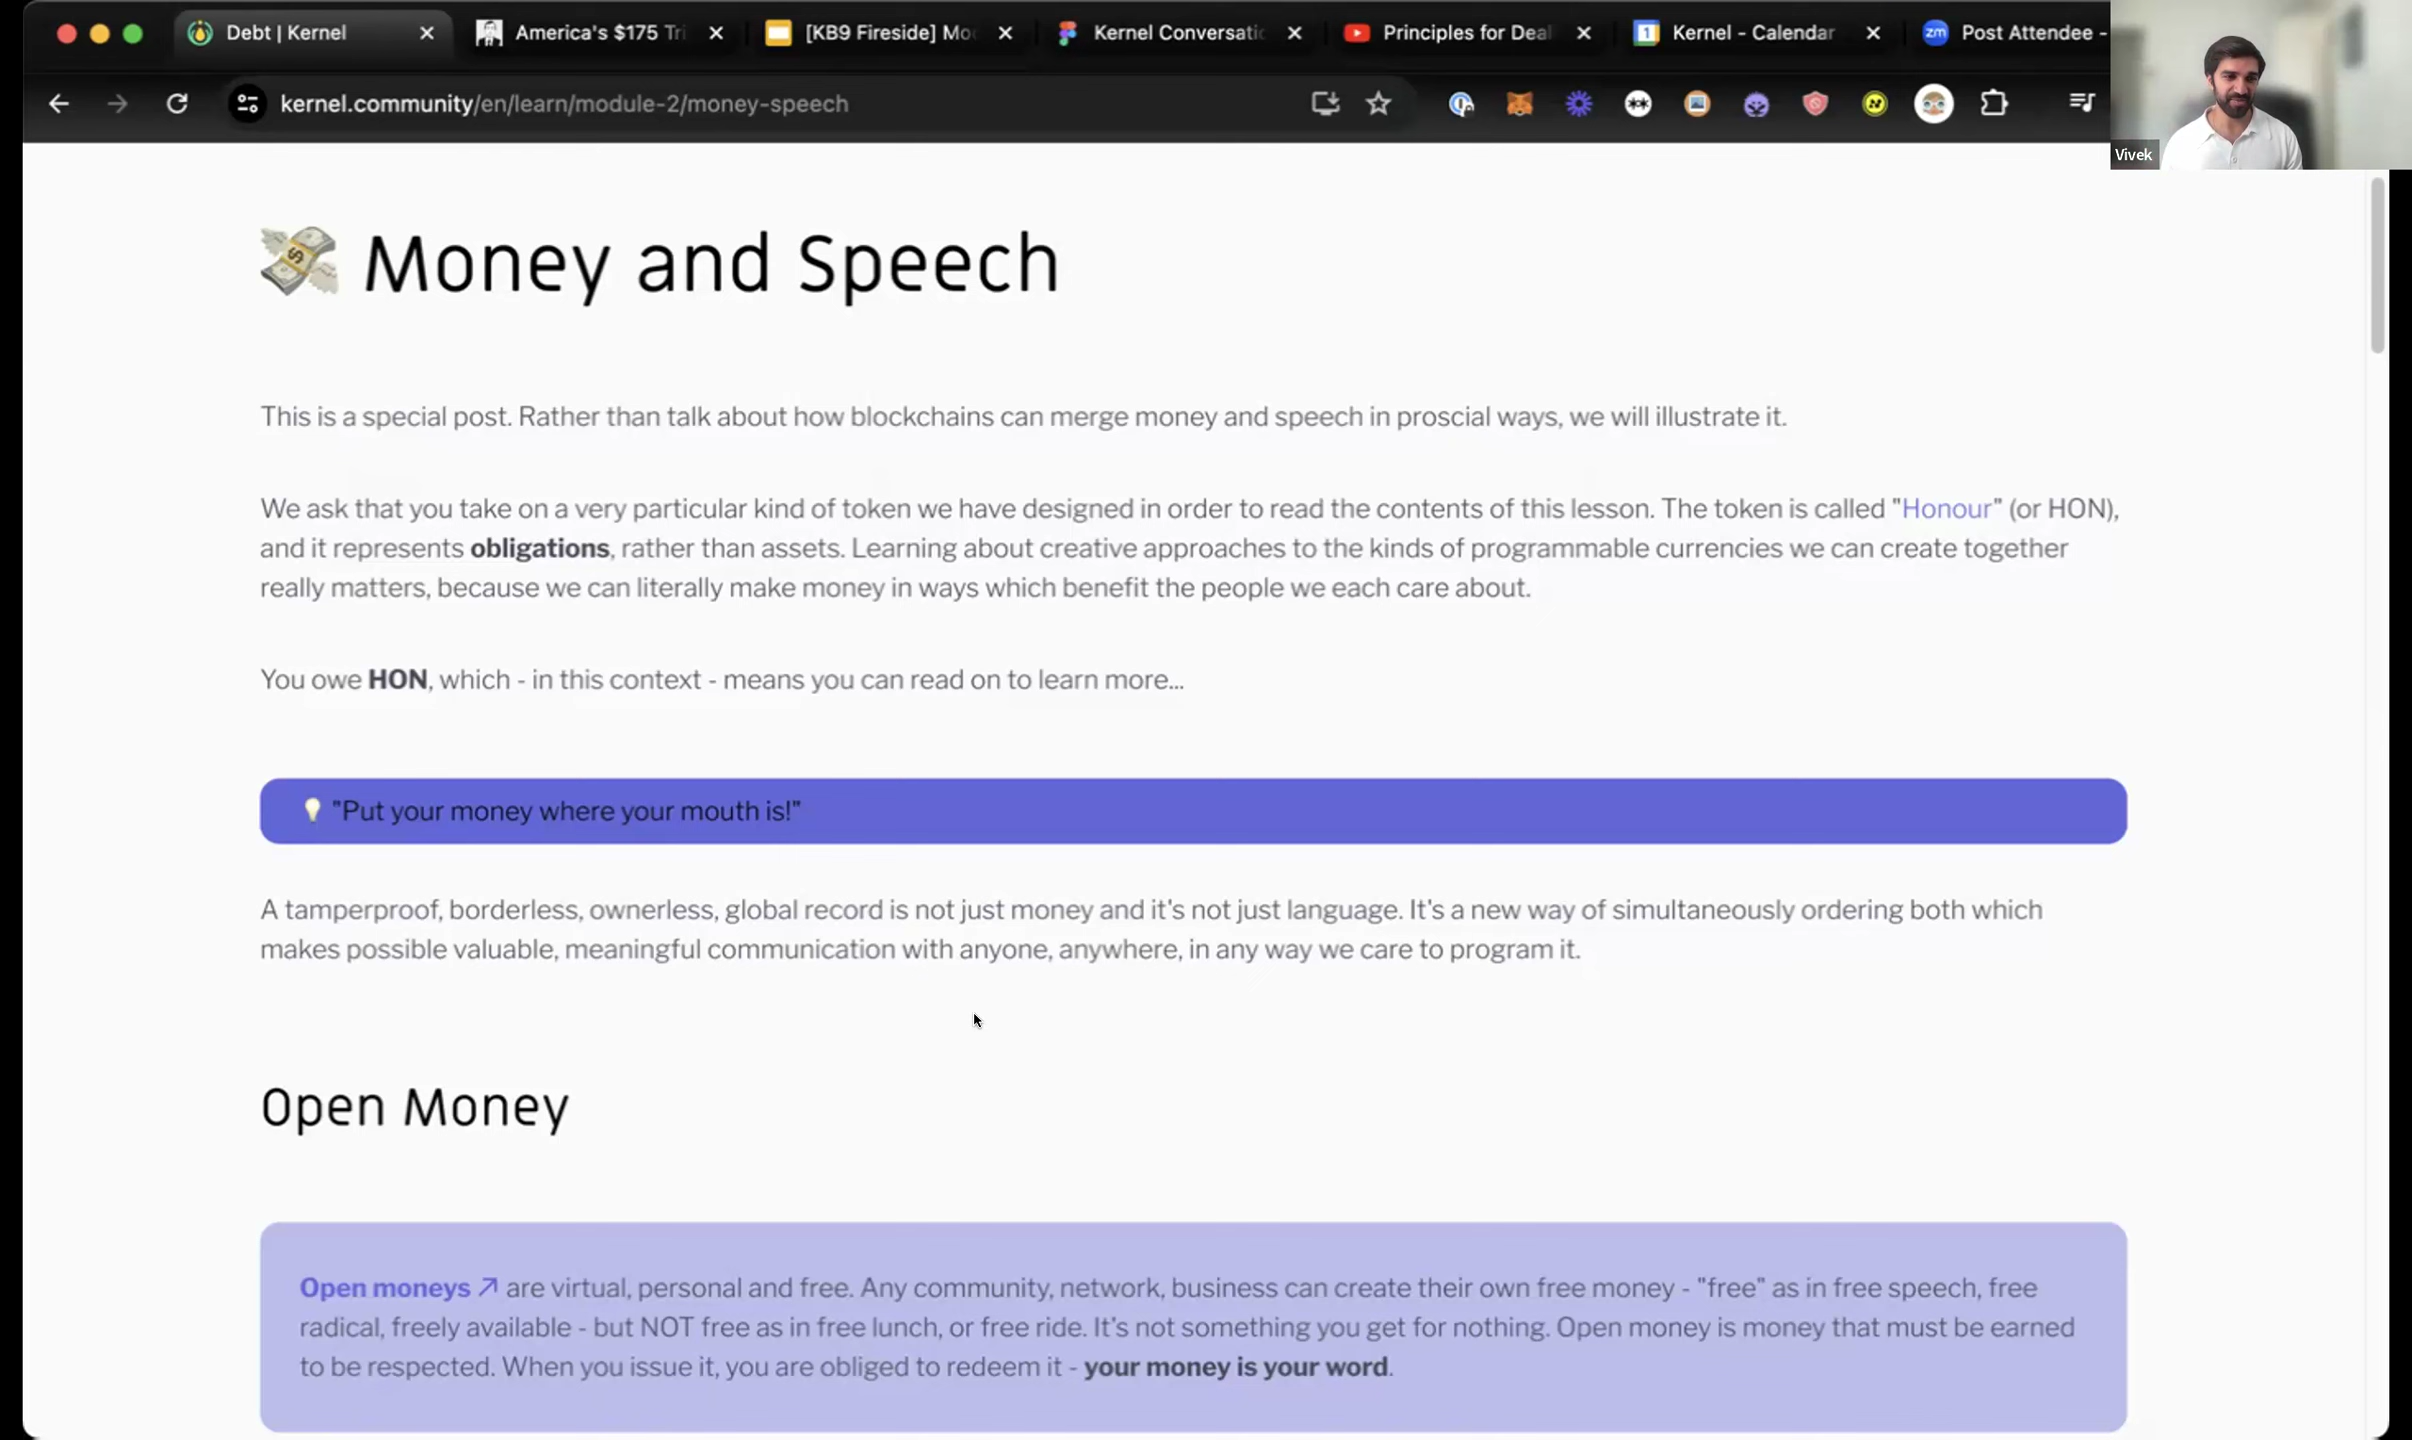 Debt | Kernel
America's $175 Tri
[KB9 Fireside] Mo
Kernel Conversati
Principles for Deal
Kernel - Calendar
zm
Post Attendee -
1
kernel.community/en/learn/module-2/money-speech
Vivek
Money and Speech
This is a special post. Rather than talk about how blockchains can merge money and speech in proscial ways, we will illustrate it.
We ask that you take on a very particular kind of token we have designed in order to read the contents of this lesson. The token is called "Honour" (or HON),
and it represents obligations, rather than assets. Learning about creative approaches to the kinds of programmable currencies we can create together
really matters, because we can literally make money in ways which benefit the people we each care about.
You owe HON, which - in this context - means you can read on to learn more...
"Put your money where your mouth is!"
A tamperproof, borderless, ownerless, global record is not just money and it's not just language. It's a new way of simultaneously ordering both which
makes possible valuable, meaningful communication with anyone, anywhere, in any way we care to program it.
Open Money
Open moneys ↗ are virtual, personal and free. Any community, network, business can create their own free money - "free" as in free speech, free
radical, freely available - but NOT free as in free lunch, or free ride. It's not something you get for nothing. Open money is money that must be earned
to be respected. When you issue it, you are obliged to redeem it - your money is your word.